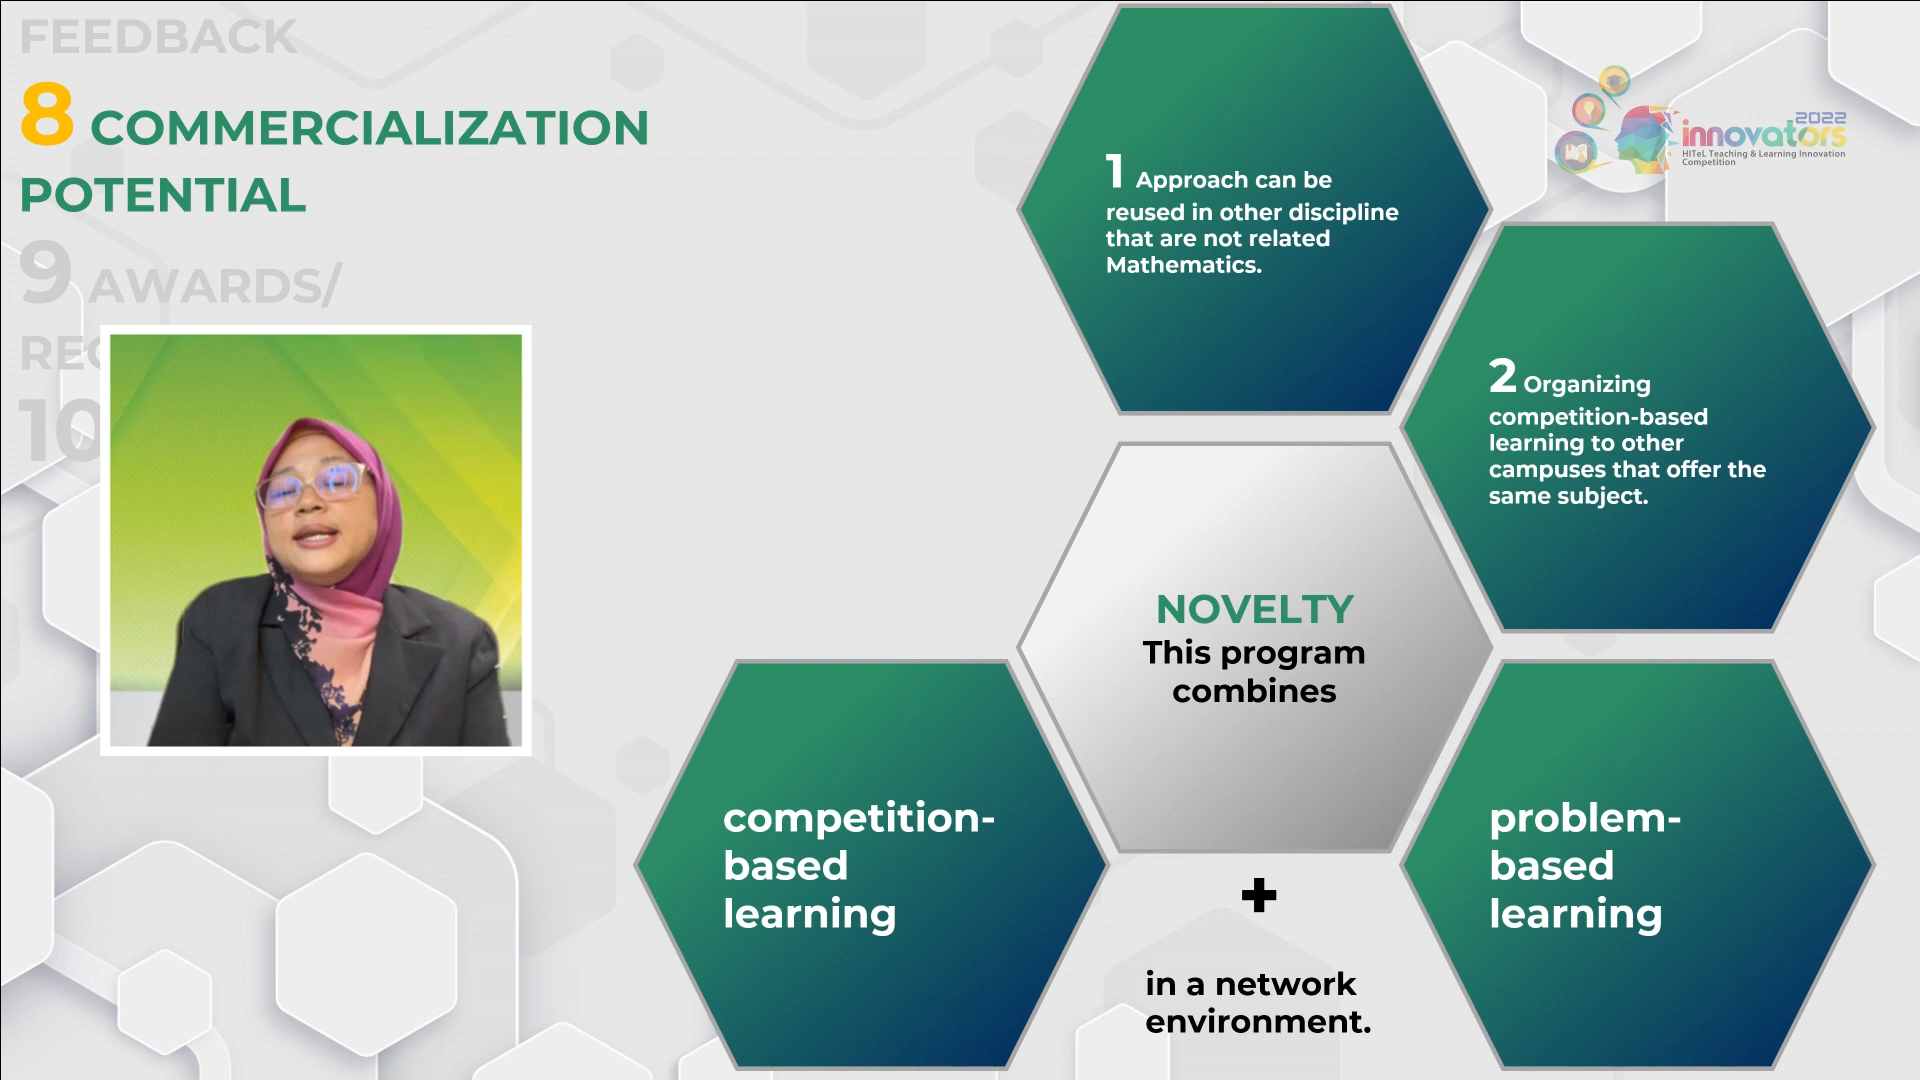 FEEDBACK
8 COMMERCIALIZATION
POTENTIAL
9 AWARDS/
REC
10
1 Approach can be
reused in other discipline
that are not related
Mathematics.
2022
innovators
HITeL Teaching & Learning Innovation
Competition
2 Organizing
competition-based
learning to other
campuses that offer the
same subject.
NOVELTY
This program
combines
competition-
based
learning
+
in a network
environment.
problem-
based
learning